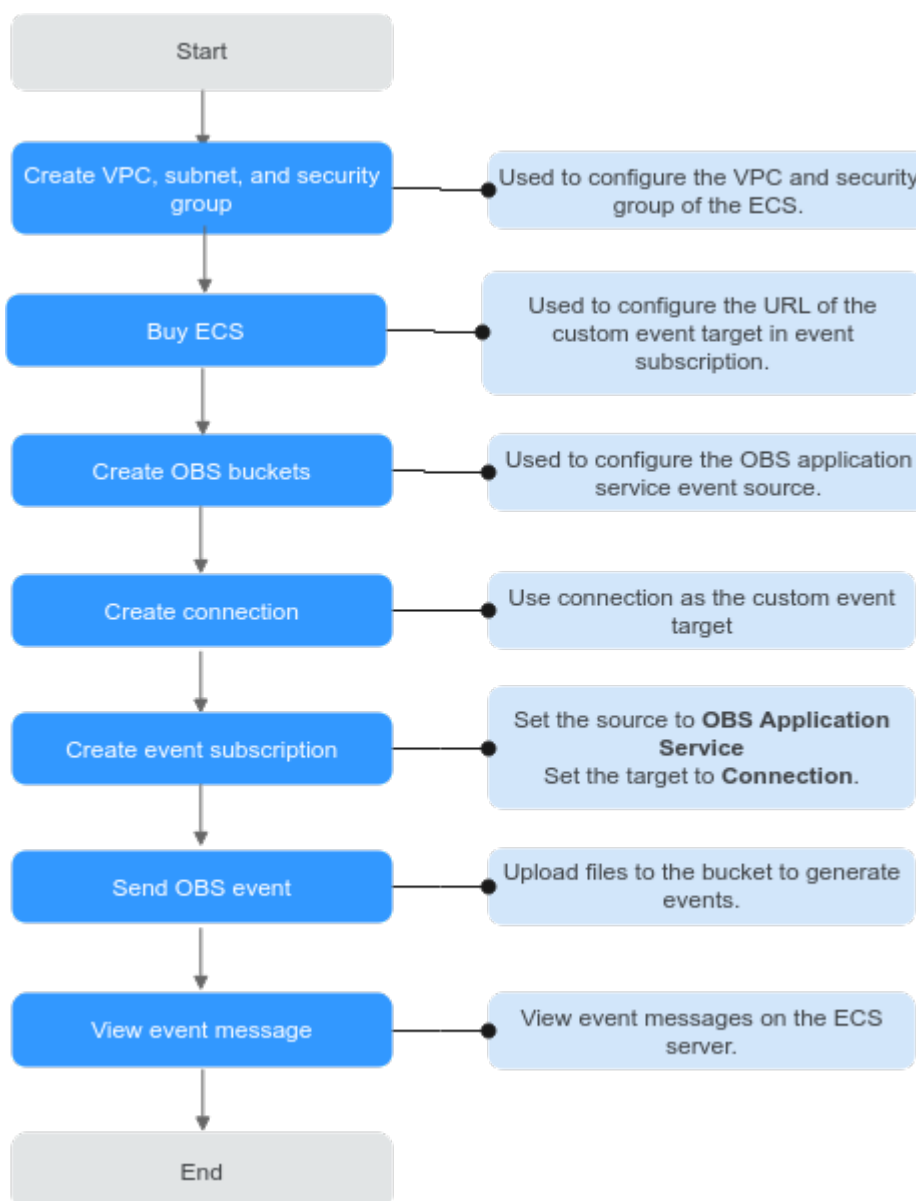 Start
Create VPC, subnet, and security
group
Used to configure the VPC and security
group of the ECS.
Buy ECS
Used to configure the URL of the
custom event target in event
subscription.
Create OBS buckets
Used to configure the OBS application
service event source.
Create connection
Use connection as the custom event
target
Create event subscription
Set the source to OBS Application
Service
Set the target to Connection.
Send OBS event
Upload files to the bucket to generate
events.
View event message
View event messages on the ECS
server.
End